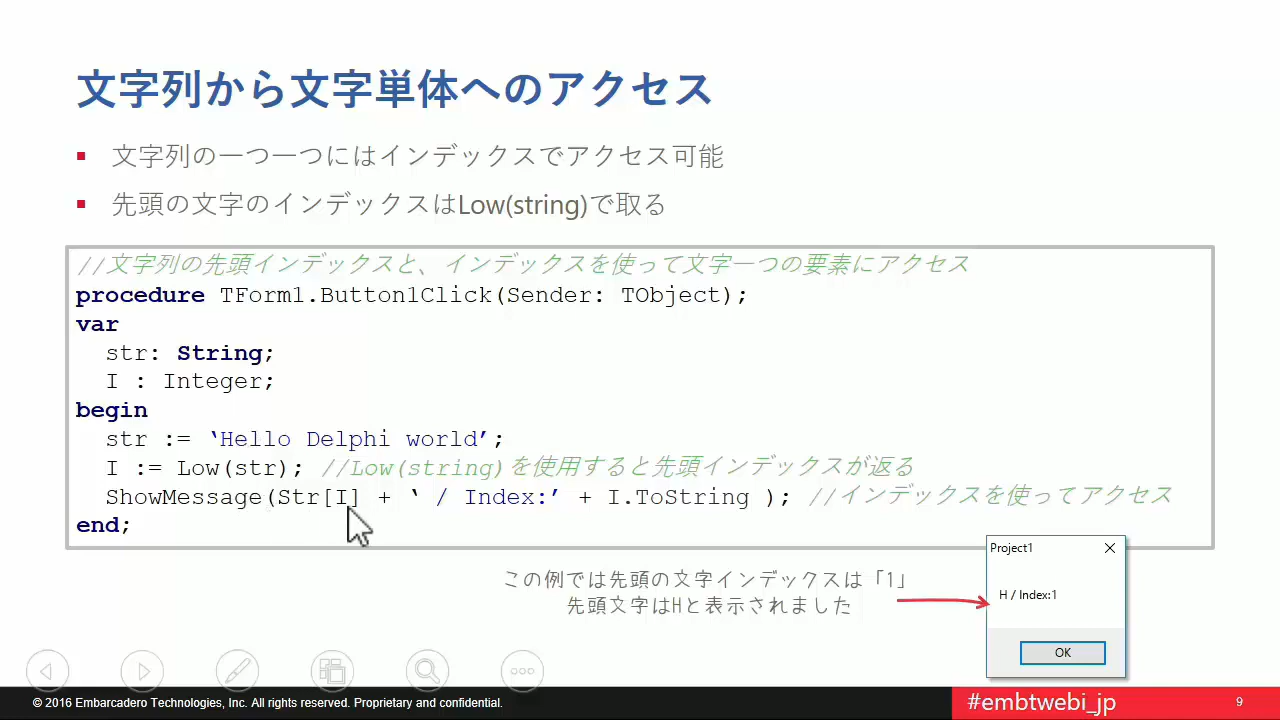 文字列から文字単体へのアクセス
▪ 文字列の一つ一つにはインデックスでアクセス可能
▪ 先頭の文字のインデックスはLow(string)で取る
//文字列の先頭インデックスと、インデックスを使って文字一つの要素にアクセス
procedure TForm1.Button1Click(Sender: TObject);
var
  str: String;
  I : Integer;
begin
  str := ‘Hello Delphi world’;
  I := Low(str); //Low(string)を使用すると先頭インデックスが返る
  ShowMessage(Str[I] + ‘ / Index:’ + I.ToString ); //インデックスを使ってアクセス
end;
この例では先頭の文字インデックスは「1」
先頭文字はHと表示されました
Project1
H / Index:1
OK
© 2016 Embarcadero Technologies, Inc. All rights reserved. Proprietary and confidential.
#embtwebi_jp
9